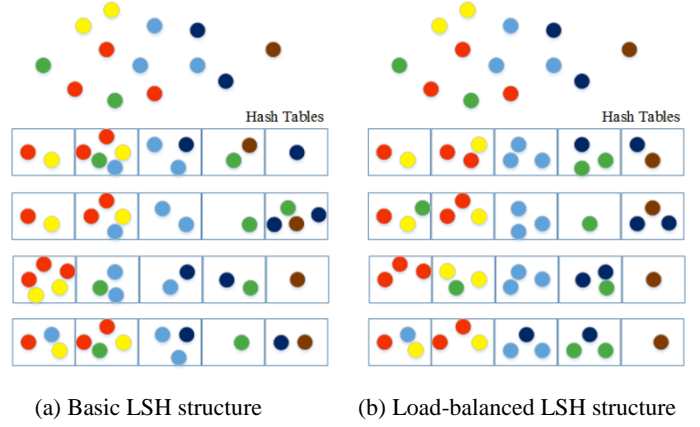 Hash Tables
Hash Tables
(a) Basic LSH structure
(b) Load-balanced LSH structure